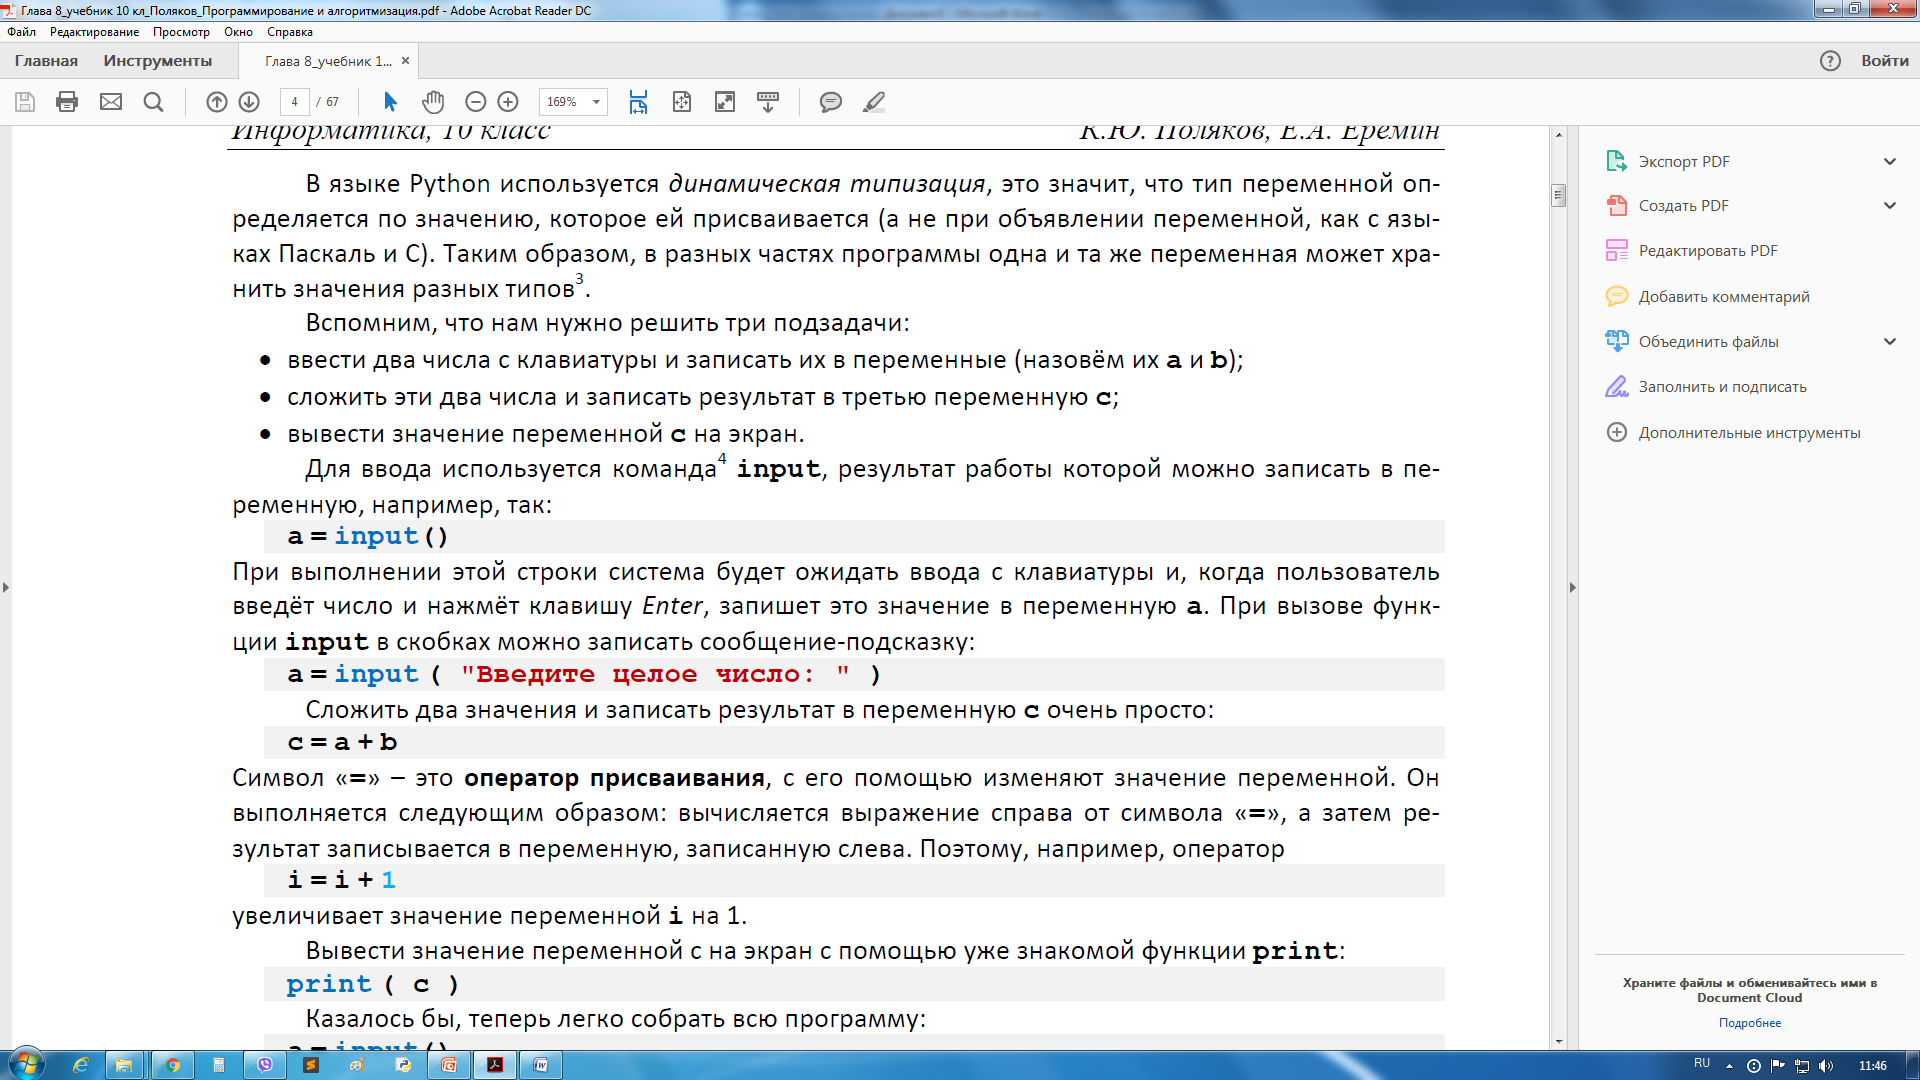 Глава 8_учебник 10 кл_Поляков_Программирование и алгоритмизация.pdf - Adobe Acrobat Reader DC
Файл Редактирование Просмотр Окно Справка
Главная Инструменты Глава 8_учебник 1... × ? Войти
4 / 67 169%
Информатика, 10 класс К.Ю. Поляков, Е.А. Еремин
В языке Python используется динамическая типизация, это значит, что тип переменной оп-
ределяется по значению, которое ей присваивается (а не при объявлении переменной, как с язы-
ках Паскаль и С). Таким образом, в разных частях программы одна и та же переменная может хра-
нить значения разных типов3.
Вспомним, что нам нужно решить три подзадачи:
• ввести два числа с клавиатуры и записать их в переменные (назовём их a и b);
• сложить эти два числа и записать результат в третью переменную c;
• вывести значение переменной c на экран.
Для ввода используется команда4 input, результат работы которой можно записать в пе-
ременную, например, так:
a = input()
При выполнении этой строки система будет ожидать ввода с клавиатуры и, когда пользователь
введёт число и нажмёт клавишу Enter, запишет это значение в переменную a. При вызове функ-
ции input в скобках можно записать сообщение-подсказку:
a = input ( "Введите целое число: " )
Сложить два значения и записать результат в переменную c очень просто:
c = a + b
Символ «=» – это оператор присваивания, с его помощью изменяют значение переменной. Он
выполняется следующим образом: вычисляется выражение справа от символа «=», а затем ре-
зультат записывается в переменную, записанную слева. Поэтому, например, оператор
i = i + 1
увеличивает значение переменной i на 1.
Вывести значение переменной с на экран с помощью уже знакомой функции print:
print ( c )
Казалось бы, теперь легко собрать всю программу:
a = input()
Экспорт PDF
Создать PDF
Редактировать PDF
Добавить комментарий
Объединить файлы
Заполнить и подписать
Дополнительные инструменты
Храните файлы и обменивайтесь ими в
Document Cloud
Подробнее
RU 11:46